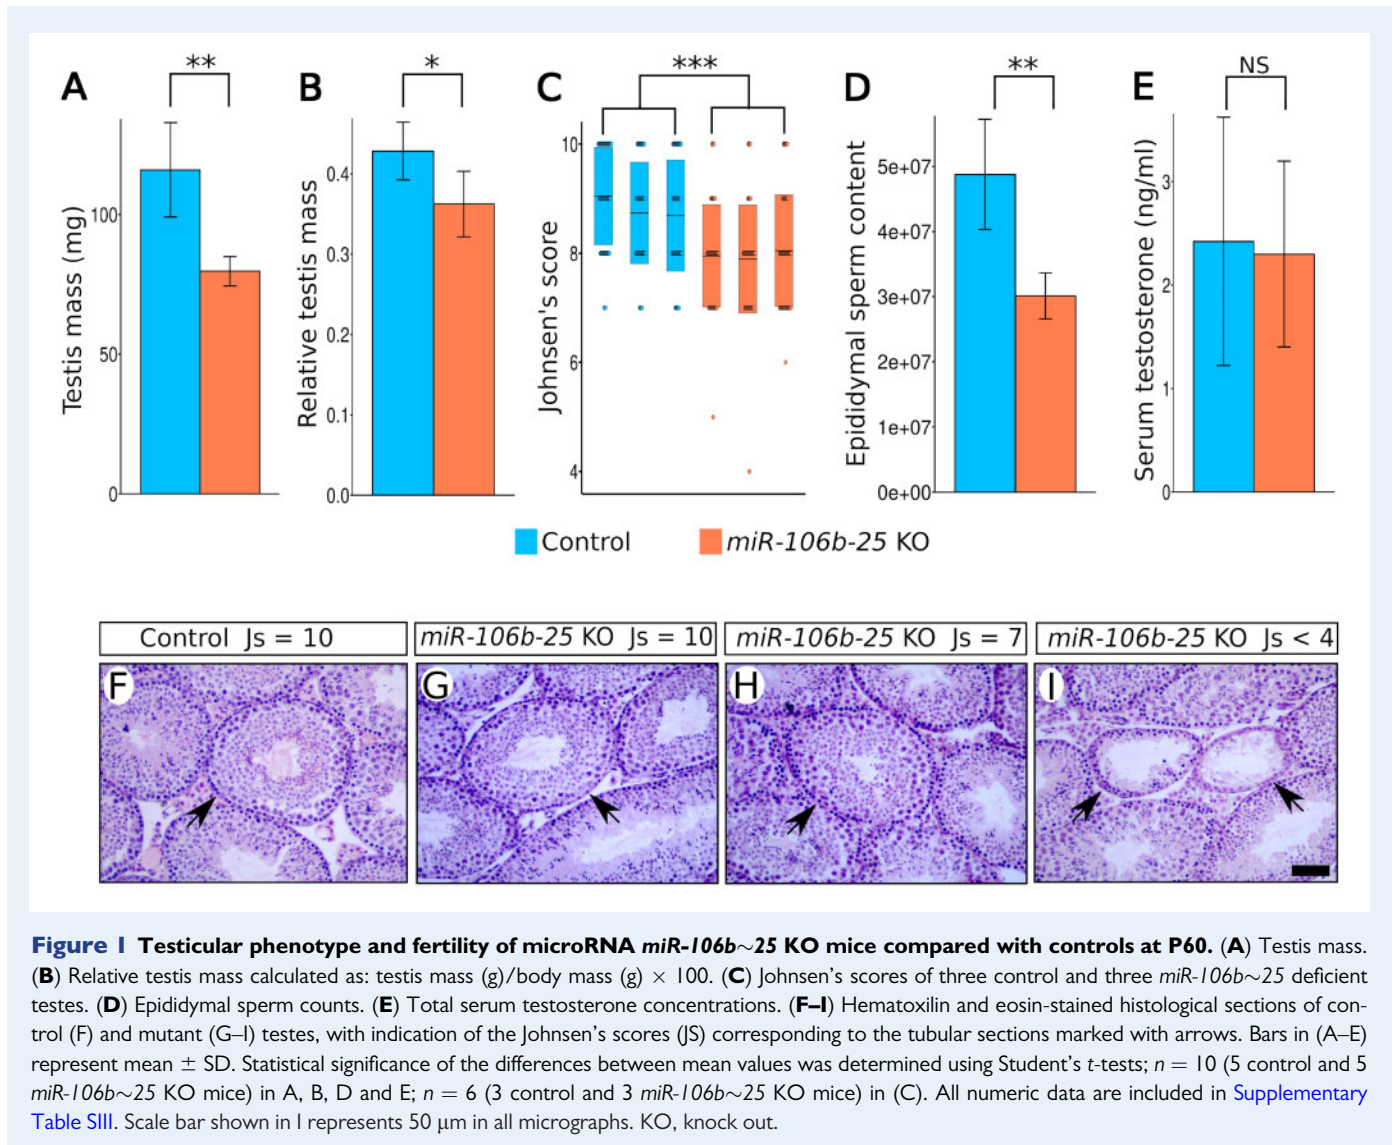 A
**
Testis mass (mg)
100
50
0
B
*
Relative testis mass
0.4
0.3
0.2
0.1
0.0
C
***
Johnsen's score
10
8
6
4
D
**
Epididymal sperm content
5e+07
4e+07
3e+07
2e+07
1e+07
0e+00
E
NS
Serum testosterone (ng/ml)
3
2
1
0
Control
miR-106b-25 KO
Control Js = 10
miR-106b-25 KO Js = 10
miR-106b-25 KO Js = 7
miR-106b-25 KO Js < 4
F
G
H
I
Figure 1 Testicular phenotype and fertility of microRNA miR-106b~25 KO mice compared with controls at P60. (A) Testis mass.
(B) Relative testis mass calculated as: testis mass (g)/body mass (g) × 100. (C) Johnsen's scores of three control and three miR-106b~25 deficient
testes. (D) Epididymal sperm counts. (E) Total serum testosterone concentrations. (F–I) Hematoxilin and eosin-stained histological sections of con-
trol (F) and mutant (G–I) testes, with indication of the Johnsen's scores (JS) corresponding to the tubular sections marked with arrows. Bars in (A–E)
represent mean ± SD. Statistical significance of the differences between mean values was determined using Student's t-tests; n = 10 (5 control and 5
miR-106b~25 KO mice) in A, B, D and E; n = 6 (3 control and 3 miR-106b~25 KO mice) in (C). All numeric data are included in Supplementary
Table SIII. Scale bar shown in I represents 50 μm in all micrographs. KO, knock out.